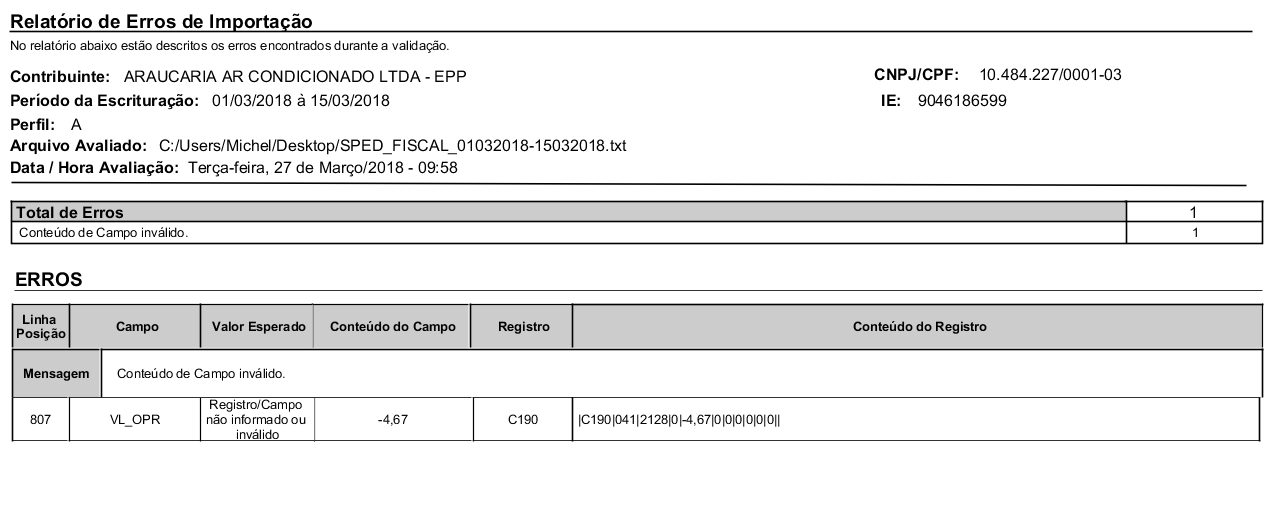 Relatório de Erros de Importação
No relatório abaixo estão descritos os erros encontrados durante a validação.
Contribuinte: ARAUCARIA AR CONDICIONADO LTDA - EPP CNPJ/CPF: 10.484.227/0001-03
Período da Escrituração: 01/03/2018 à 15/03/2018 IE: 9046186599
Perfil: A
Arquivo Avaliado: C:/Users/Michel/Desktop/SPED_FISCAL_01032018-15032018.txt
Data / Hora Avaliação: Terça-feira, 27 de Março/2018 - 09:58
Total de Erros 1
Conteúdo de Campo inválido. 1
ERROS
Linha Posição Campo Valor Esperado Conteúdo do Campo Registro Conteúdo do Registro
Mensagem Conteúdo de Campo inválido.
807 VL_OPR Registro/Campo não informado ou inválido -4,67 C190 |C190|041|2128|0|-4,67|0|0|0|0|0|0||